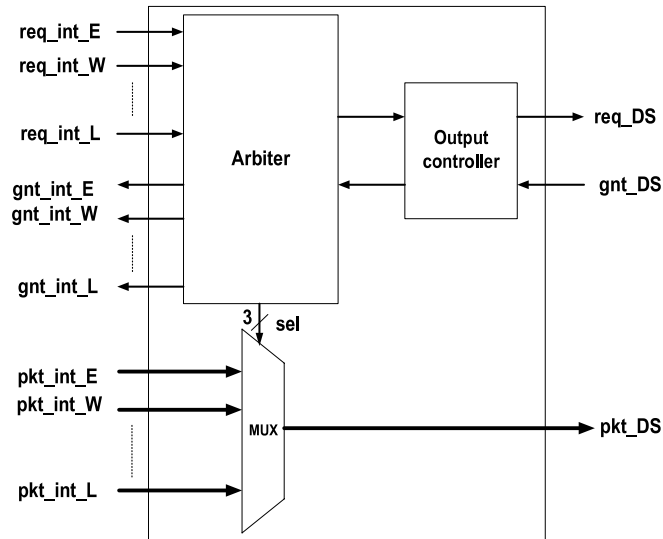 req_int_E
req_int_W
req_int_L
gnt_int_E
gnt_int_W
gnt_int_L
Arbiter
Output
controller
req_DS
gnt_DS
3
sel
pkt_int_E
pkt_int_W
pkt_int_L
MUX
pkt_DS